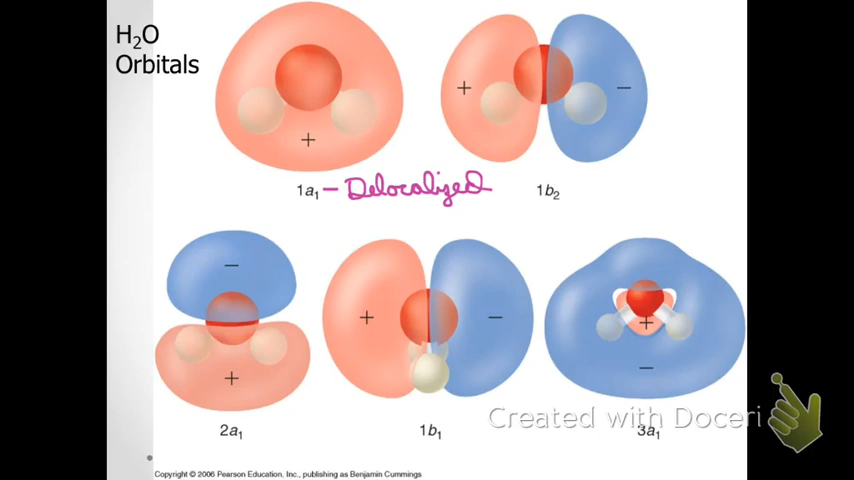 H₂O
Orbitals
+
+
−
1a₁ – Delocalized
1b₂
−
+
+
−
+
−
Created with Doceri
2a₁
1b₁
3a₁
Copyright © 2006 Pearson Education, Inc., publishing as Benjamin Cummings